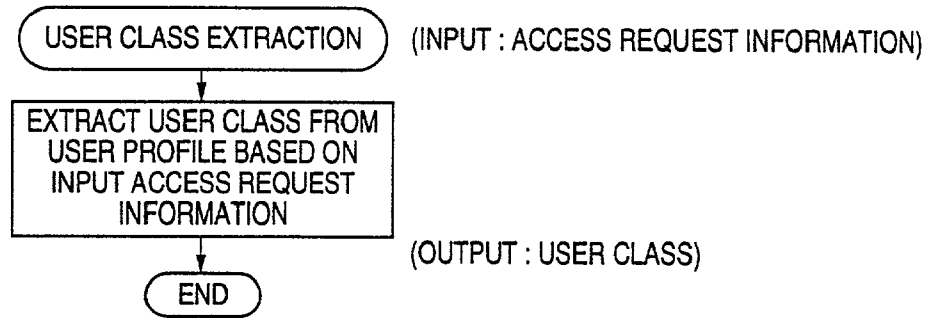 USER CLASS EXTRACTION
(INPUT : ACCESS REQUEST INFORMATION)
EXTRACT USER CLASS FROM
USER PROFILE BASED ON
INPUT ACCESS REQUEST
INFORMATION
(OUTPUT : USER CLASS)
END